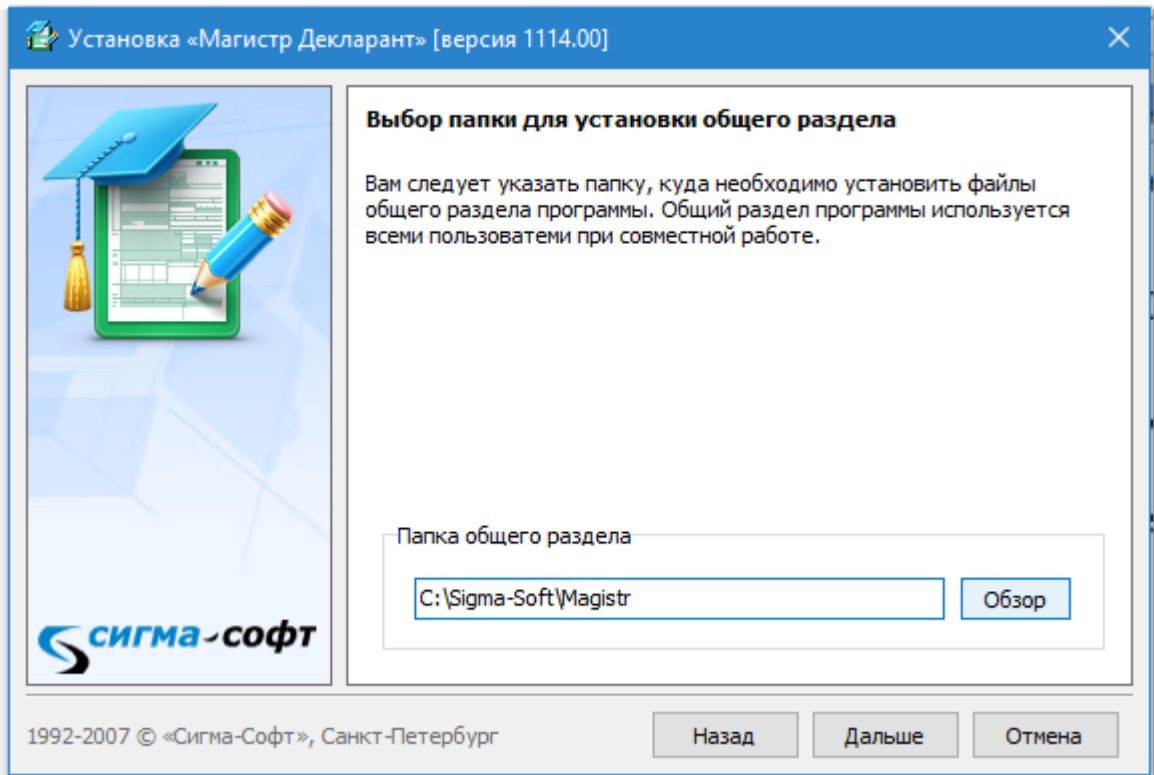 Установка «Магистр Декларант» [версия 1114.00]
Выбор папки для установки общего раздела
Вам следует указать папку, куда необходимо установить файлы
общего раздела программы. Общий раздел программы используется
всеми пользоватеми при совместной работе.
Папка общего раздела
C:\Sigma-Soft\Magistr
Обзор
сигма-софт
1992-2007 © «Сигма-Софт», Санкт-Петербург
Назад
Дальше
Отмена